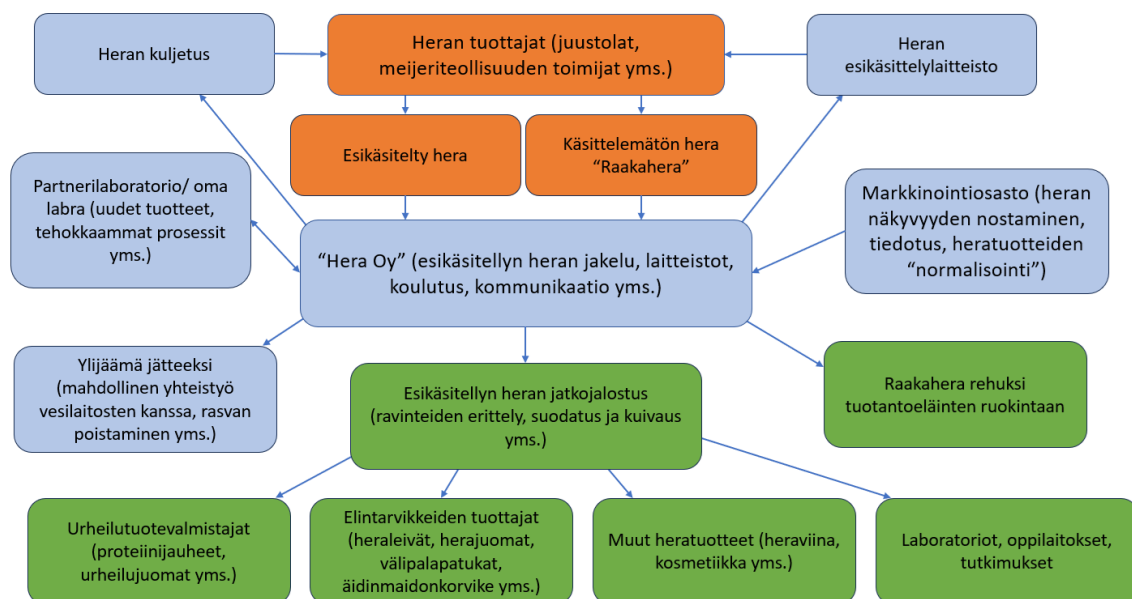 Heran kuljetus
Heran tuottajat (juustolat,
meijeriteollisuuden toimijat yms.)
Heran
esikäsittelylaitteisto
Esikäsitelty hera
Käsittelemätön hera
“Raakahera”
Partnerilaboratorio/ oma
labra (uudet tuotteet,
tehokkaammat prosessit
yms.)
Markkinointiosasto (heran
näkyvyyden nostaminen,
tiedotus, heratuotteiden
“normalisointi”)
“Hera Oy” (esikäsitellyn heran jakelu, laitteistot,
koulutus, kommunikaatio yms.)
Ylijäämä jätteeksi
(mahdollinen yhteistyö
vesilaitosten kanssa, rasvan
poistaminen yms.)
Esikäsitellyn heran jatkojalostus
(ravinteiden erittely, suodatus ja kuivaus
yms.)
Raakahera rehuksi
tuotantoeläinten ruokintaan
Urheilutuotevalmistajat
(proteiinijauheet,
urheilujuomat yms.)
Elintarvikkeiden tuottajat
(heraleivät, herajuomat,
välipalapatukat,
äidinmaidonkorvike yms.)
Muut heratuotteet (heraviina,
kosmetiikka yms.)
Laboratoriot, oppilaitokset,
tutkimukset